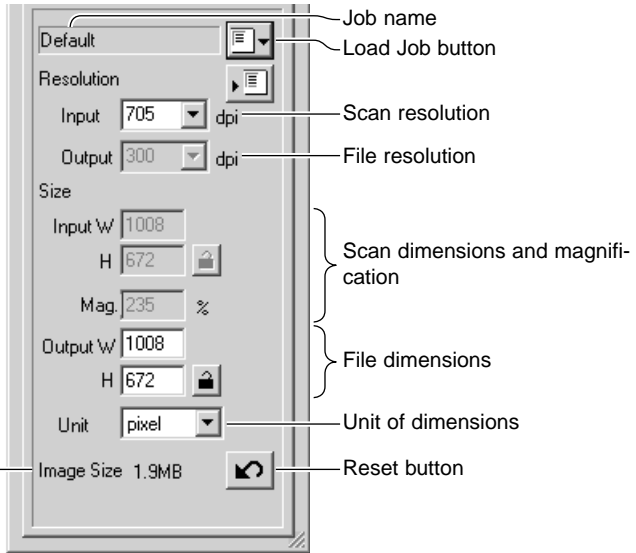 Job name
Default
Load Job button
Resolution
Input 705 dpi Scan resolution
Output 300 dpi File resolution
Size
Input W 1008
H 672
Scan dimensions and magnifi-
cation
Mag. 235 %
Output W 1008
File dimensions
H 672
Unit pixel Unit of dimensions
Image Size 1.9MB Reset button